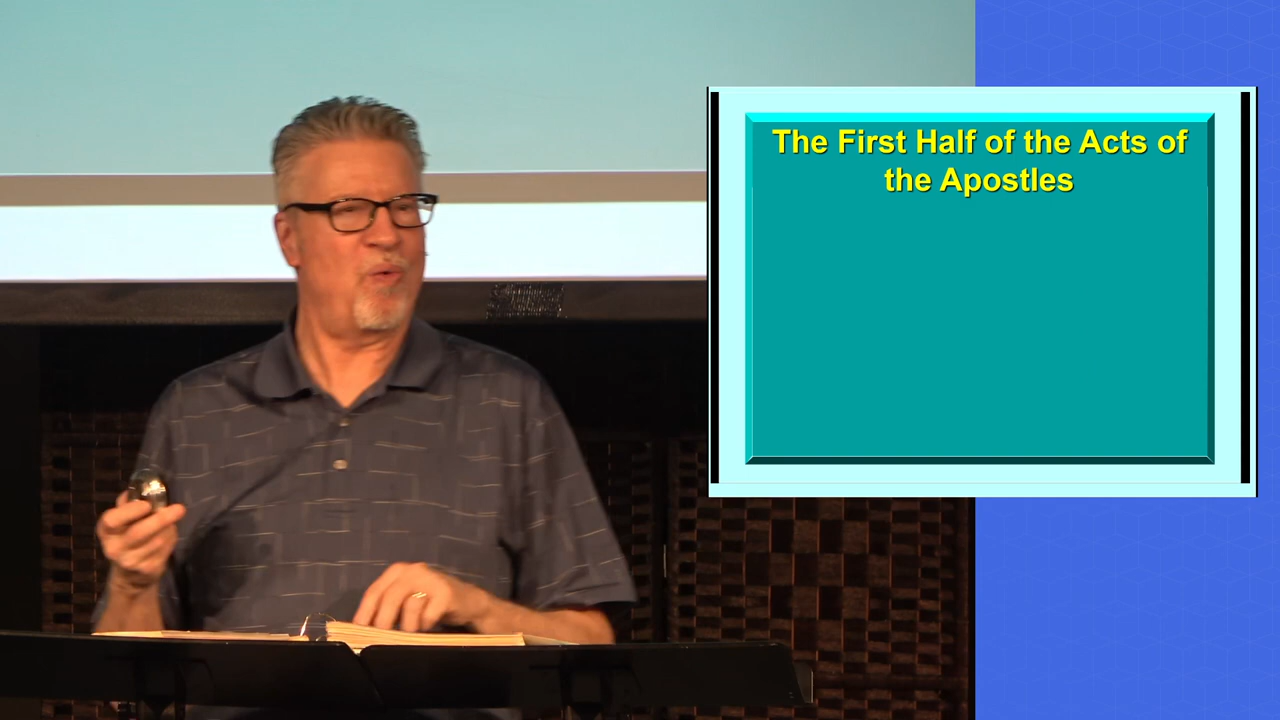 The First Half of the Acts of
the Apostles